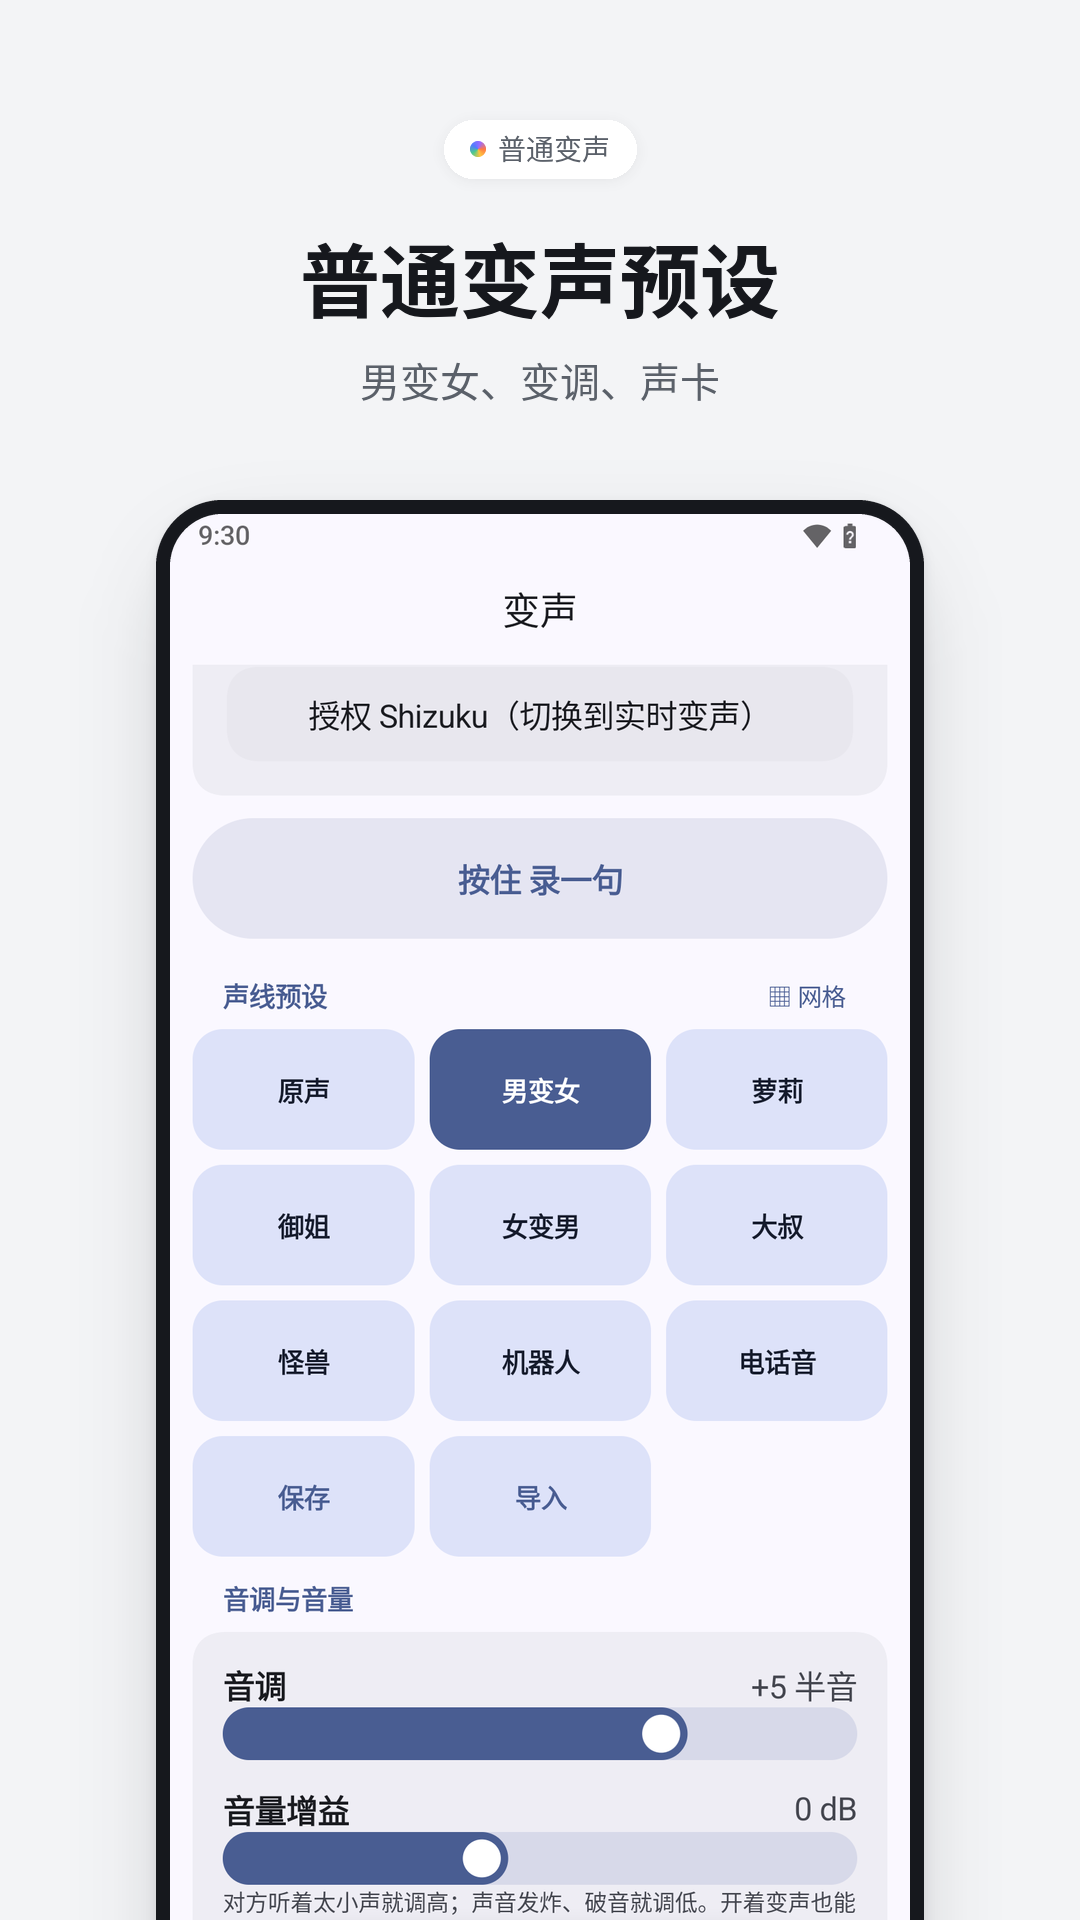 普通变声
普通变声预设
男变女、变调、声卡
9:30
变声
授权 Shizuku（切换到实时变声）
按住 录一句
声线预设
网格
原声
男变女
萝莉
御姐
女变男
大叔
怪兽
机器人
电话音
保存
导入
音调与音量
音调
+5 半音
音量增益
0 dB
对方听着太小声就调高；声音发炸、破音就调低。开着变声也能